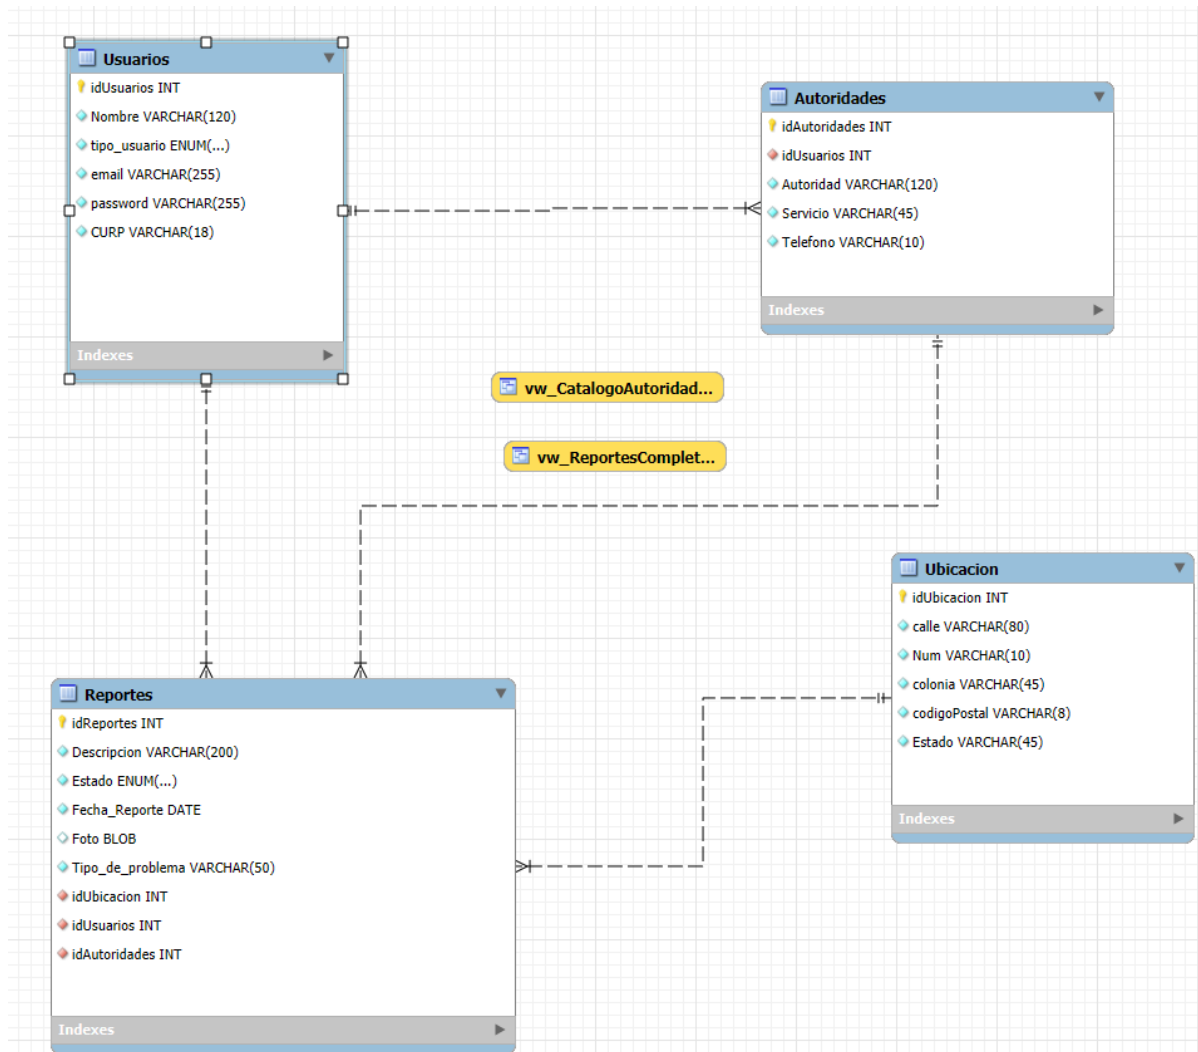 Usuarios
idUsuarios INT
Nombre VARCHAR(120)
tipo_usuario ENUM(...)
email VARCHAR(255)
password VARCHAR(255)
CURP VARCHAR(18)
Indexes
Autoridades
idAutoridades INT
idUsuarios INT
Autoridad VARCHAR(120)
Servicio VARCHAR(45)
Telefono VARCHAR(10)
Indexes
vw_CatalogoAutoridad...
vw_ReportesComplet...
Ubicacion
idUbicacion INT
calle VARCHAR(80)
Num VARCHAR(10)
colonia VARCHAR(45)
codigoPostal VARCHAR(8)
Estado VARCHAR(45)
Indexes
Reportes
idReportes INT
Descripcion VARCHAR(200)
Estado ENUM(...)
Fecha_Reporte DATE
Foto BLOB
Tipo_de_problema VARCHAR(50)
idUbicacion INT
idUsuarios INT
idAutoridades INT
Indexes